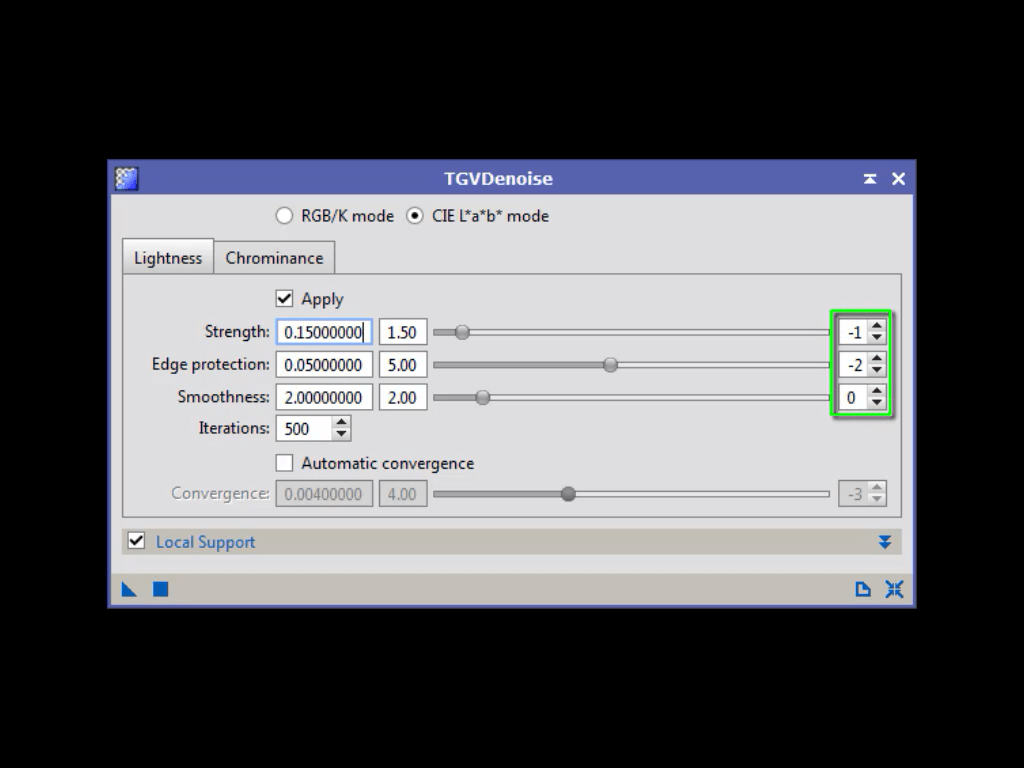 TGVDenoise
RGB/K mode CIE L*a*b* mode
Lightness Chrominance
Apply
Strength: 0.15000000 1.50 -1
Edge protection: 0.05000000 5.00 -2
Smoothness: 2.00000000 2.00 0
Iterations: 500
Automatic convergence
Convergence: 0.00400000 4.00 -3
Local Support